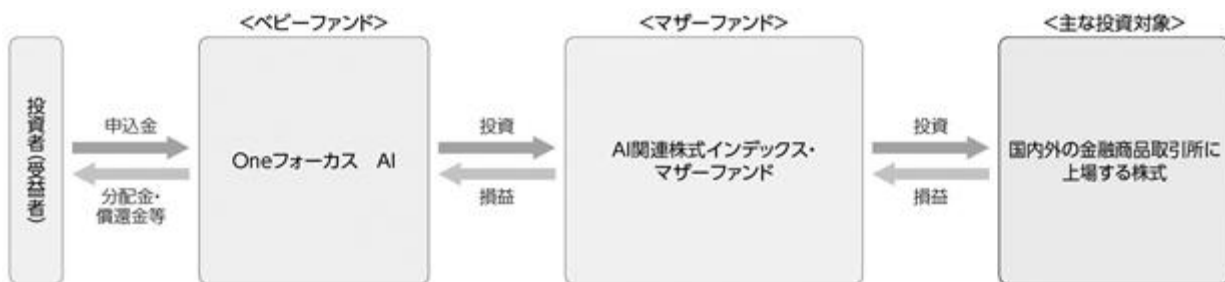 <ベビーファンド>
<マザーファンド>
<主な投資対象>
投資者(受益者)
申込金
分配金・
償還金等
Oneフォーカス　AI
投資
損益
AI関連株式インデックス・
マザーファンド
投資
損益
国内外の金融商品取引所に
上場する株式